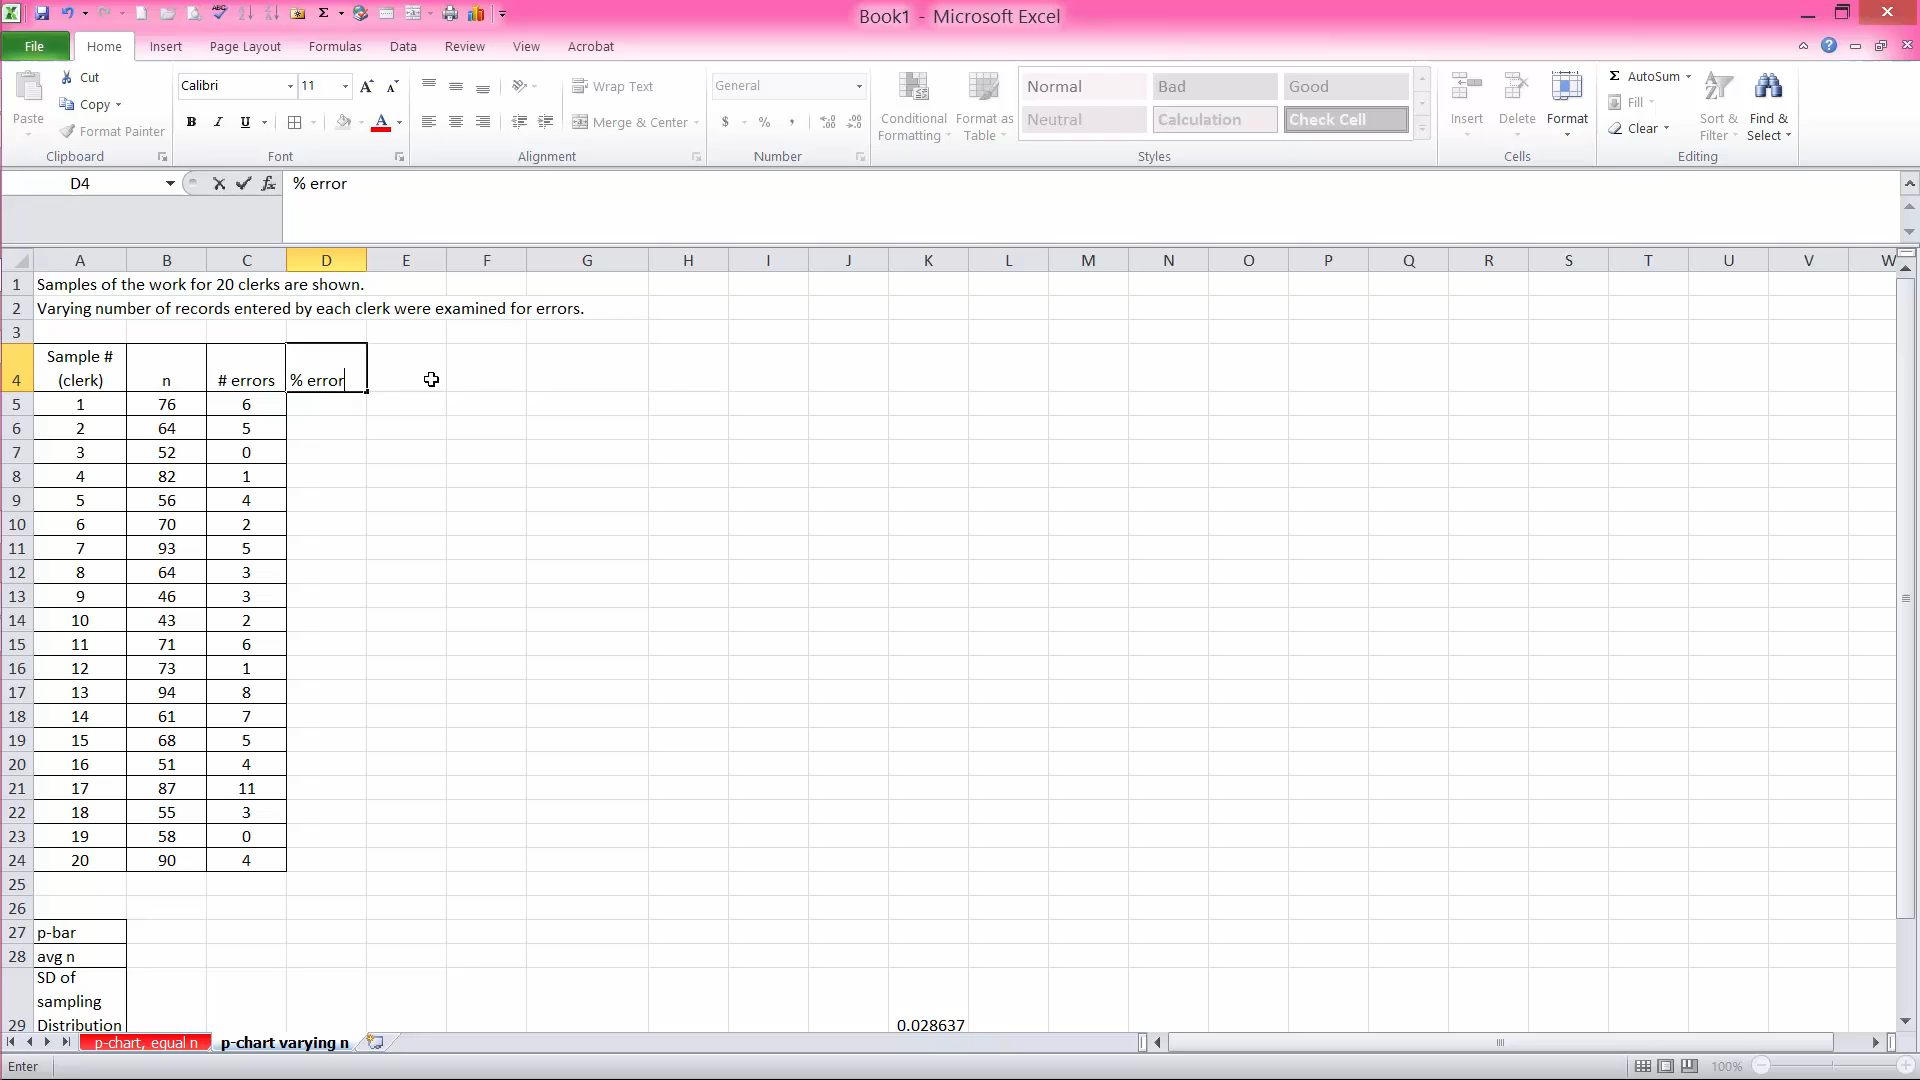 Book1 - Microsoft Excel
File Home Insert Page Layout Formulas Data Review View Acrobat
Paste Cut Copy Format Painter Clipboard
Calibri 11 B I U Font
Wrap Text Merge & Center Alignment
General $ % , Number
Conditional Formatting Format as Table
Normal Bad Good
Neutral Calculation Check Cell
Styles
Insert Delete Format Cells
Σ AutoSum Fill Clear Sort & Filter Find & Select Editing
D4 fx % error
A B C D E F G H I J K L M N O P Q R S T U V W
1 Samples of the work for 20 clerks are shown.
2 Varying number of records entered by each clerk were examined for errors.
3
Sample #
4 (clerk) n # errors % error
5 1 76 6
6 2 64 5
7 3 52 0
8 4 82 1
9 5 56 4
10 6 70 2
11 7 93 5
12 8 64 3
13 9 46 3
14 10 43 2
15 11 71 6
16 12 73 1
17 13 94 8
18 14 61 7
19 15 68 5
20 16 51 4
21 17 87 11
22 18 55 3
23 19 58 0
24 20 90 4
25
26
27 p-bar
28 avg n
SD of
sampling
29 Distribution 0.028637
p-chart, equal n p-chart varying n
Enter 100%